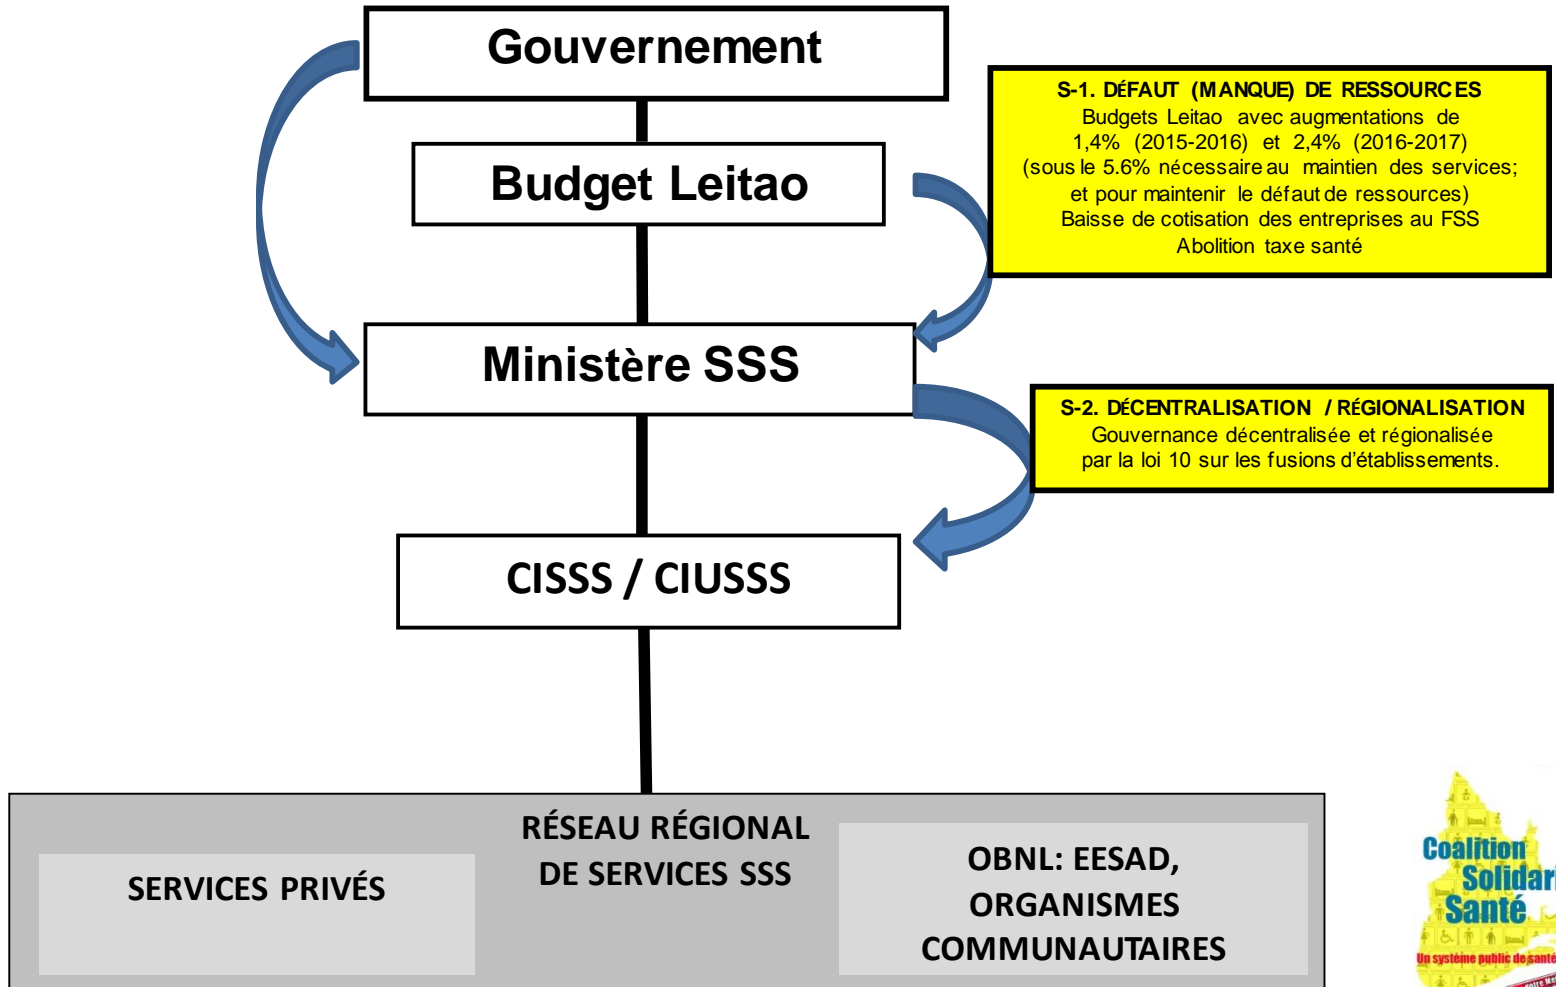 Gouvernement
S-1. DÉFAUT (MANQUE) DE RESSOURCES
Budgets Leitao avec augmentations de
1,4% (2015-2016) et 2,4% (2016-2017)
(sous le 5.6% nécessaire au maintien des services;
et pour maintenir le défaut de ressources)
Baisse de cotisation des entreprises au FSS
Abolition taxe santé
Budget Leitao
Ministère SSS
S-2. DÉCENTRALISATION / RÉGIONALISATION
Gouvernance décentralisée et régionalisée
par la loi 10 sur les fusions d'établissements.
CISSS / CIUSSS
RÉSEAU RÉGIONAL
DE SERVICES SSS
SERVICES PRIVÉS
OBNL: EESAD,
ORGANISMES
COMMUNAUTAIRES
Coalition
Solidari
Santé
Un système public de santé